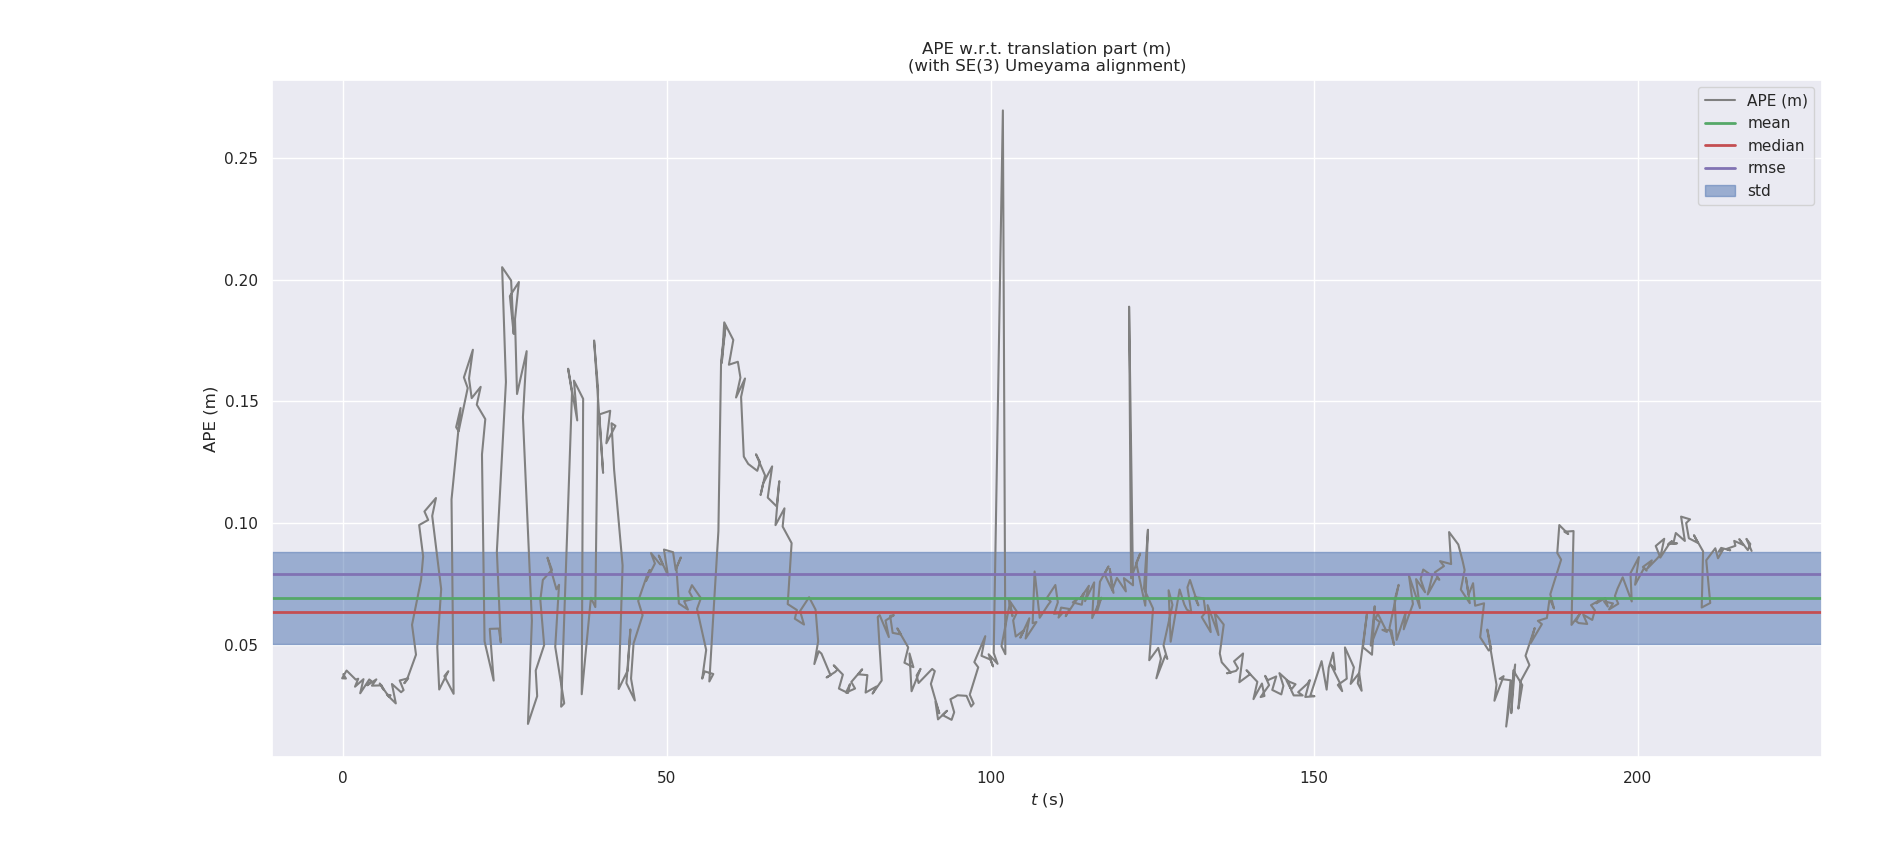 APE w.r.t. translation part (m)
(with SE(3) Umeyama alignment)
APE (m)
mean
median
rmse
std
0.25
0.20
0.15
0.10
0.05
APE (m)
0
50
100
150
200
t (s)